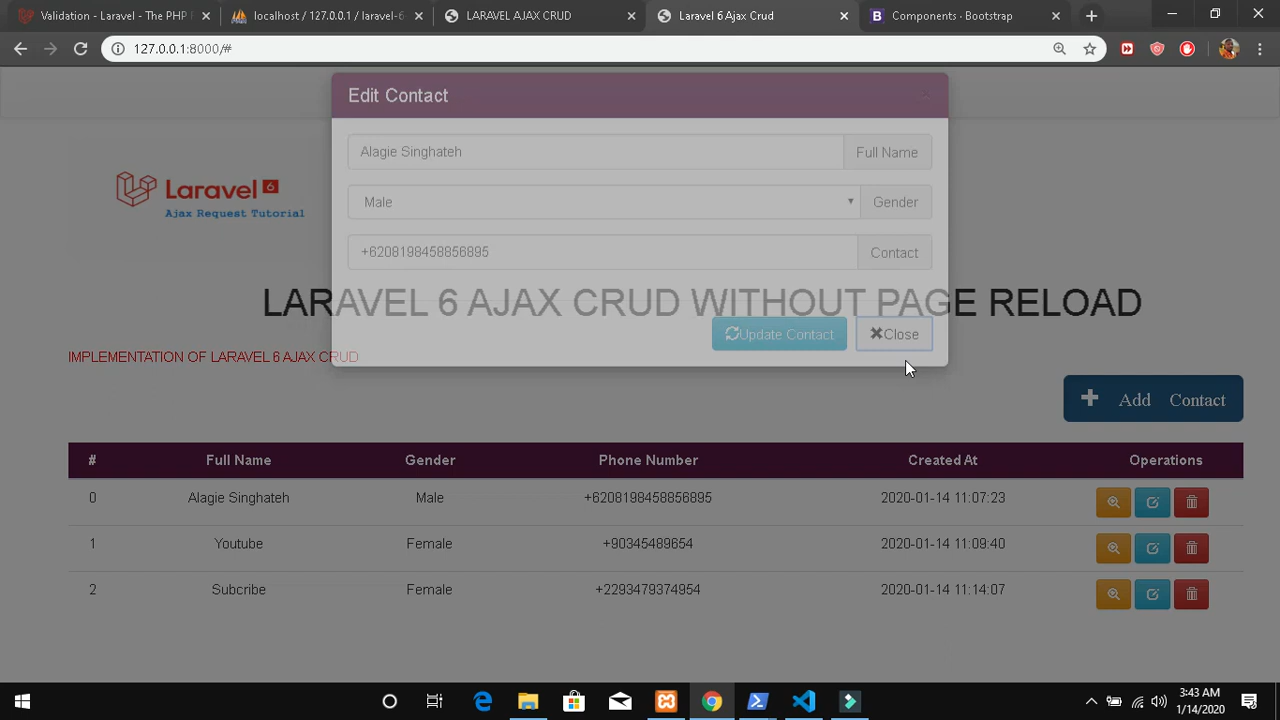 Validation - Laravel - The PHP F
localhost / 127.0.0.1 / laravel-6
LARAVEL AJAX CRUD
Laravel 6 Ajax Crud
Components · Bootstrap
127.0.0.1:8000/#
Edit Contact
Alagie Singhateh
Full Name
Male
Gender
+6208198458856895
Contact
Update Contact
Close
Laravel 6
Ajax Request Tutorial
LARAVEL 6 AJAX CRUD WITHOUT PAGE RELOAD
IMPLEMENTATION OF LARAVEL 6 AJAX CRUD
Add Contact
# Full Name Gender Phone Number Created At Operations
0 Alagie Singhateh Male +6208198458856895 2020-01-14 11:07:23
1 Youtube Female +90345489654 2020-01-14 11:09:40
2 Subcribe Female +2293479374954 2020-01-14 11:14:07
3:43 AM
1/14/2020